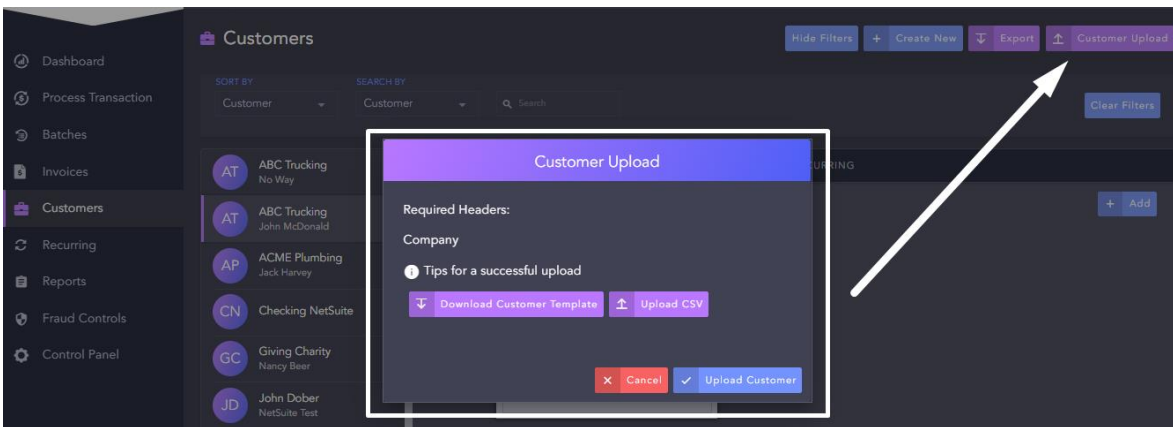 Customers
Hide Filters
+ Create New
Export
Customer Upload
Dashboard
Process Transaction
Batches
Invoices
Customers
Recurring
Reports
Fraud Controls
Control Panel
SORT BY
SEARCH BY
Customer
Customer
Search
Clear Filters
AT
ABC Trucking
No Way
AT
ABC Trucking
John McDonald
AP
ACME Plumbing
Jack Harvey
CN
Checking NetSuite
GC
Giving Charity
Nancy Beer
JD
John Dober
NetSuite Test
URRING
+ Add
Customer Upload
Required Headers:
Company
Tips for a successful upload
Download Customer Template
Upload CSV
Cancel
Upload Customer